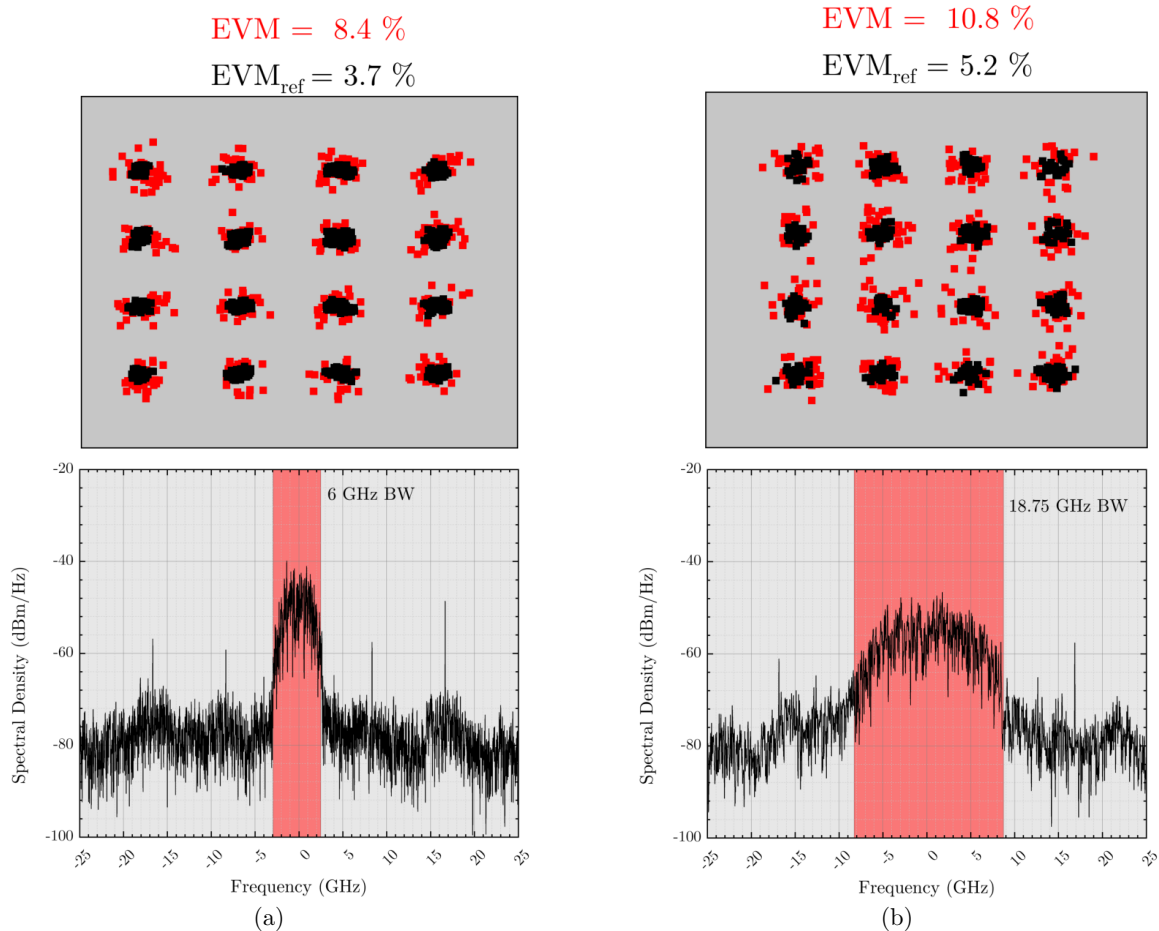 EVM = 8.4 %
EVM_ref = 3.7 %
-20
-40
-60
-80
-100
Spectral Density (dBm/Hz)
6 GHz BW
-25 -20 -15 -10 -5 0 5 10 15 20 25
Frequency (GHz)
(a)
EVM = 10.8 %
EVM_ref = 5.2 %
-20
-40
-60
-80
-100
Spectral Density (dBm/Hz)
18.75 GHz BW
-25 -20 -15 -10 -5 0 5 10 15 20 25
Frequency (GHz)
(b)